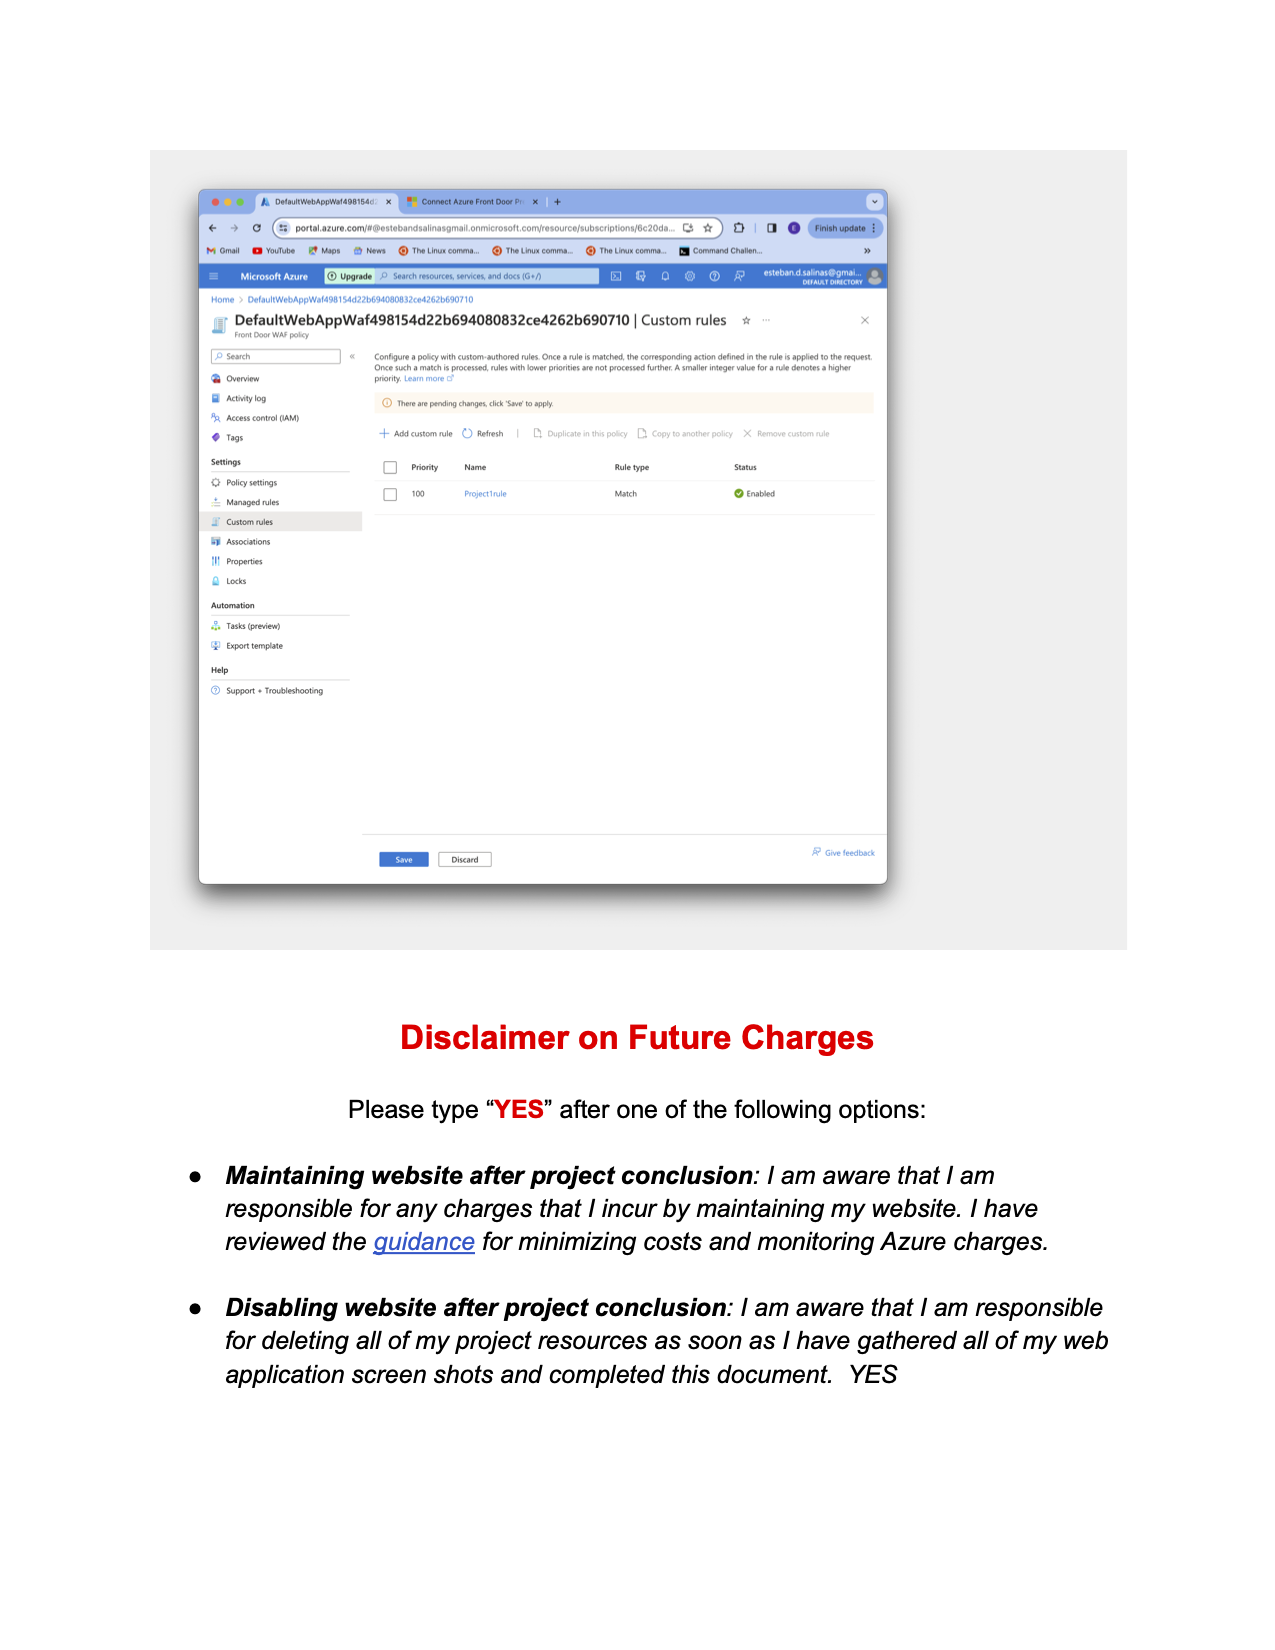 DefaultWebAppWaf498154d2
Connect Azure Front Door Pr
portal.azure.com/#@estebandsalinasgmail.onmicrosoft.com/resource/subscriptions/6c20da...
Finish update
Gmail YouTube Maps News The Linux comma... The Linux comma... The Linux comma... Command Challen... »
Microsoft Azure Upgrade Search resources, services, and docs (G+/) esteban.d.salinas@gmai...
DEFAULT DIRECTORY
Home > DefaultWebAppWaf498154d22b694080832ce4262b690710
DefaultWebAppWaf498154d22b694080832ce4262b690710 | Custom rules ☆ ...
Front Door WAF policy
Search «
Overview
Activity log
Access control (IAM)
Tags
Settings
Policy settings
Managed rules
Custom rules
Associations
Properties
Locks
Automation
Tasks (preview)
Export template
Help
Support + Troubleshooting
Configure a policy with custom-authored rules. Once a rule is matched, the corresponding action defined in the rule is applied to the request.
Once such a match is processed, rules with lower priorities are not processed further. A smaller integer value for a rule denotes a higher
priority. Learn more
There are pending changes, click 'Save' to apply.
Add custom rule Refresh | Duplicate in this policy Copy to another policy Remove custom rule
Priority Name Rule type Status
100 Project1rule Match Enabled
Save Discard Give feedback
Disclaimer on Future Charges
Please type “YES” after one of the following options:
● Maintaining website after project conclusion: I am aware that I am
responsible for any charges that I incur by maintaining my website. I have
reviewed the guidance for minimizing costs and monitoring Azure charges.
● Disabling website after project conclusion: I am aware that I am responsible
for deleting all of my project resources as soon as I have gathered all of my web
application screen shots and completed this document.  YES